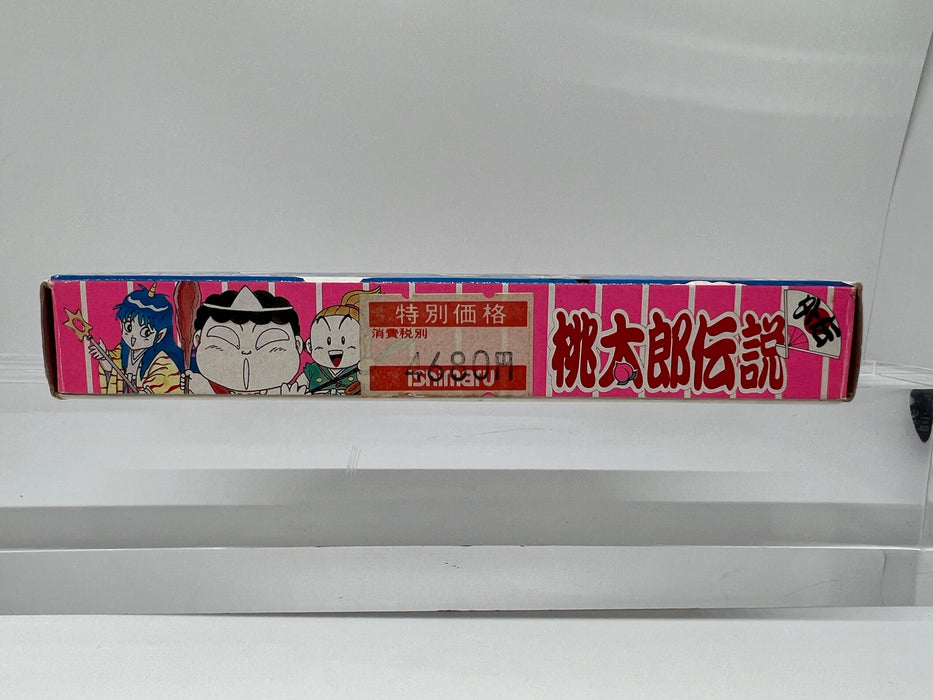 特別価格
消費税別
4680円
ISHIMARU
桃太郎伝説
外伝